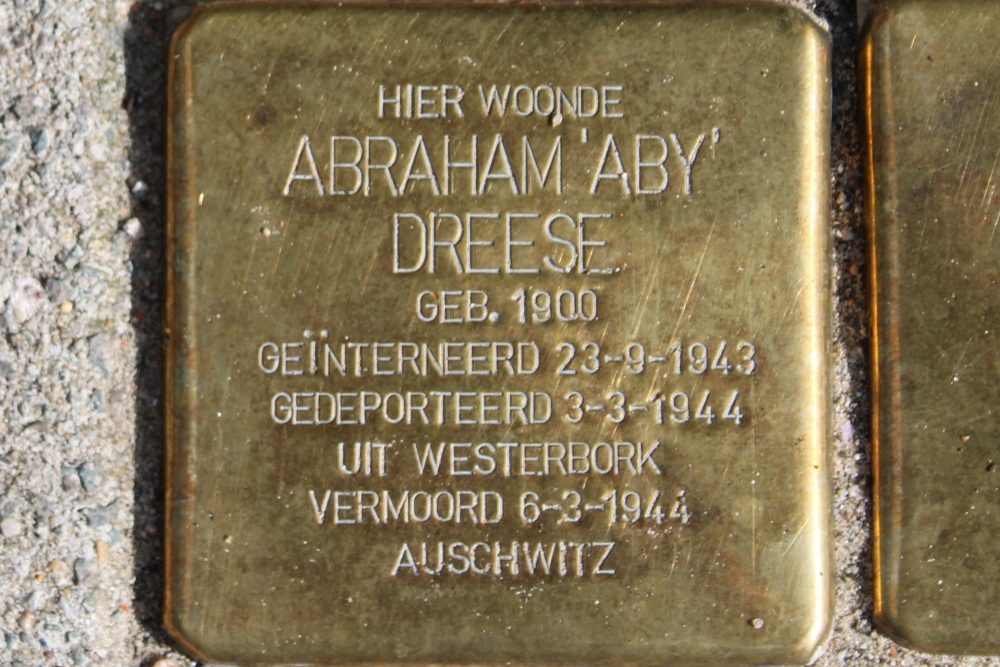 HIER WOONDE
ABRAHAM 'ABY'
DREESE
GEB. 1900
GEÏNTERNEERD 23-9-1943
GEDEPORTEERD 3-3-1944
UIT WESTERBORK
VERMOORD 6-3-1944
AUSCHWITZ